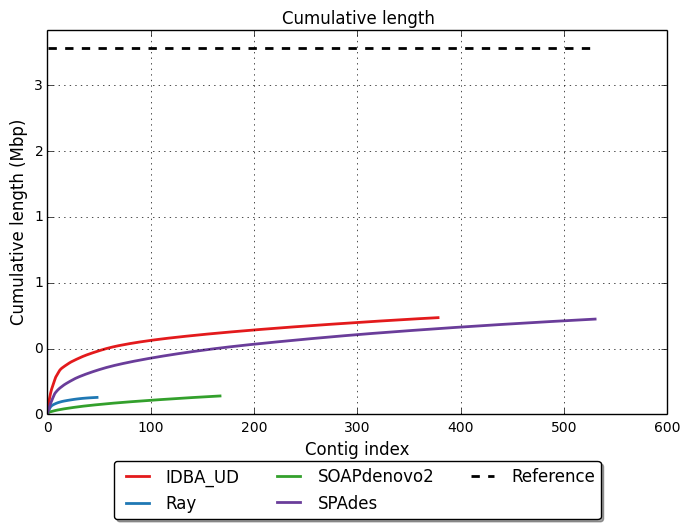 Cumulative length
Cumulative length (Mbp)
3
2
1
1
0
0
0 100 200 300 400 500 600
Contig index
IDBA_UD SOAPdenovo2 Reference
Ray SPAdes